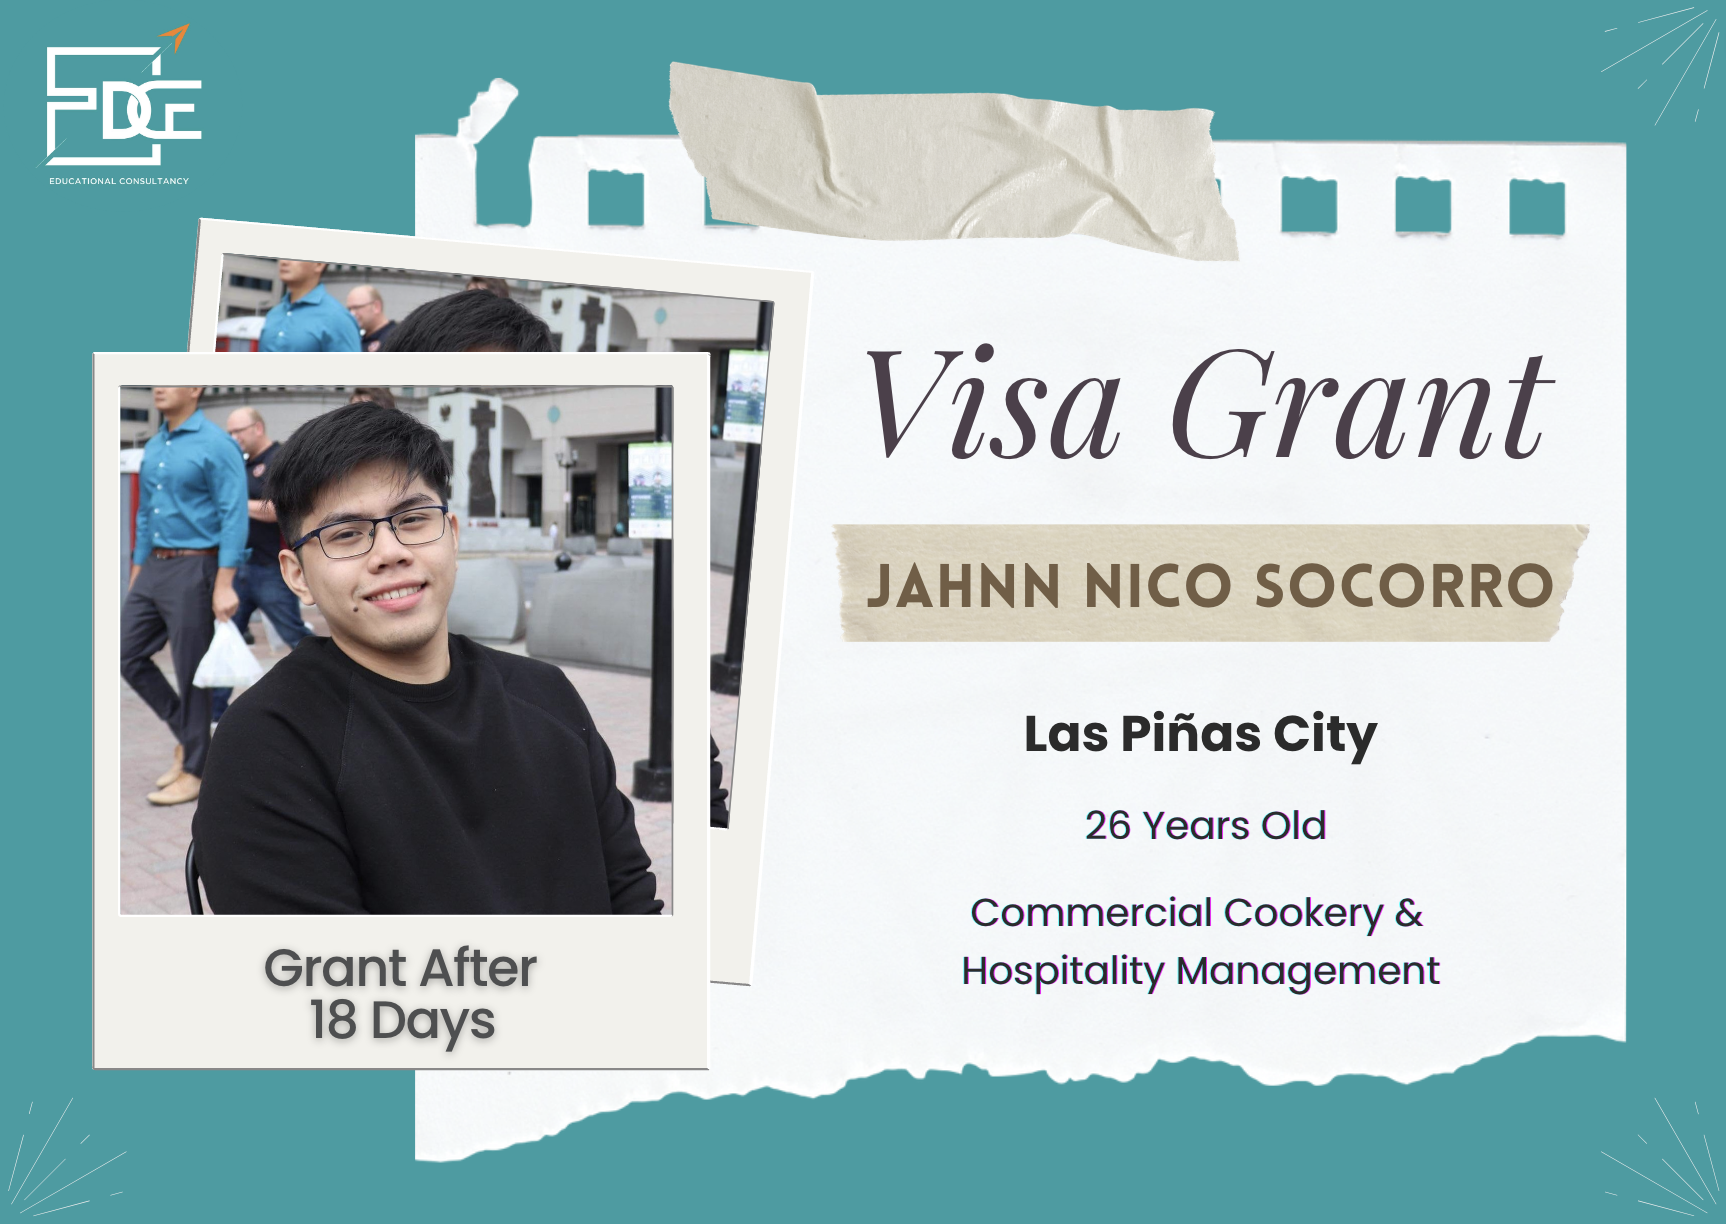 EDGE
EDUCATIONAL CONSULTANCY
Visa Grant
JAHNN NICO SOCORRO
Las Piñas City
26 Years Old
Commercial Cookery &
Hospitality Management
Grant After
18 Days